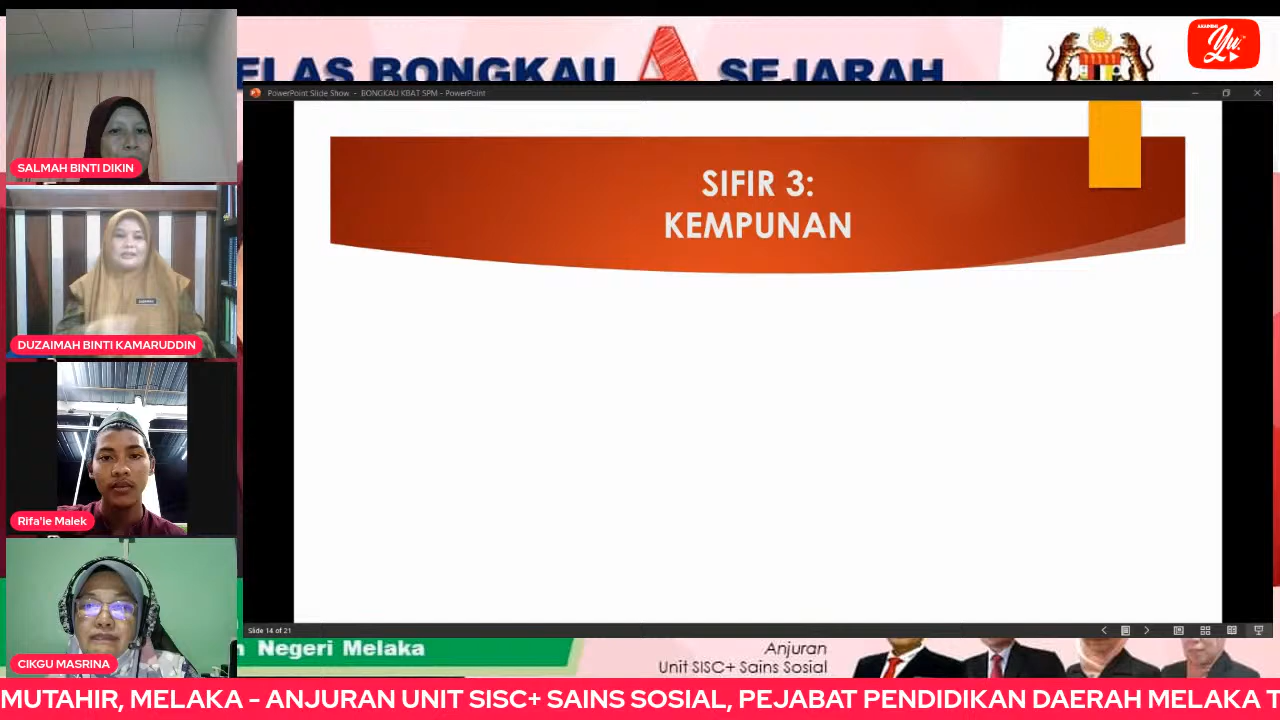 ELAS BONGKAU A SEJARAH
AKADEMI YU
PowerPoint Slide Show - BONGKAU KBAT SPM - PowerPoint
SIFIR 3:
KEMPUNAN
SALMAH BINTI DIKIN
DUZAIMAH BINTI KAMARUDDIN
Rifa'ie Malek
CIKGU MASRINA
Slide 14 of 21
n Negeri Melaka
Anjuran
Unit SISC+ Sains Sosial
MUTAHIR, MELAKA - ANJURAN UNIT SISC+ SAINS SOSIAL, PEJABAT PENDIDIKAN DAERAH MELAKA T